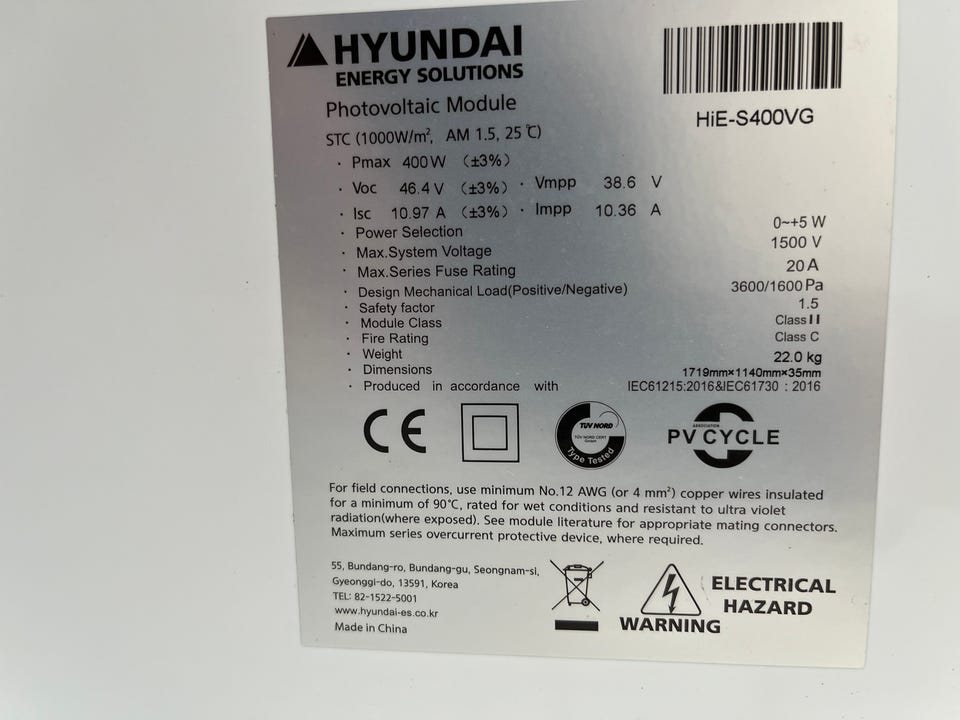 HYUNDAI
ENERGY SOLUTIONS
HiE-S400VG
Photovoltaic Module
STC (1000W/m², AM 1.5, 25℃)
· Pmax 400W (±3%)
· Voc 46.4 V (±3%) · Vmpp 38.6 V
· Isc 10.97 A (±3%) · Impp 10.36 A
· Power Selection 0~+5 W
· Max.System Voltage 1500 V
· Max.Series Fuse Rating 20 A
· Design Mechanical Load(Positive/Negative) 3600/1600 Pa
· Safety factor 1.5
· Module Class Class II
· Fire Rating Class C
· Weight 22.0 kg
· Dimensions 1719mm×1140mm×35mm
· Produced in accordance with IEC61215:2016&IEC61730 : 2016
CE
TÜV NORD
TÜV NORD CERT
GmbH
Type Tested
ASSOCIATION
PV CYCLE
For field connections, use minimum No.12 AWG (or 4 mm²) copper wires insulated
for a minimum of 90℃, rated for wet conditions and resistant to ultra violet
radiation(where exposed). See module literature for appropriate mating connectors.
Maximum series overcurrent protective device, where required.
55, Bundang-ro, Bundang-gu, Seongnam-si,
Gyeonggi-do, 13591, Korea
TEL: 82-1522-5001
www.hyundai-es.co.kr
Made in China
WARNING
ELECTRICAL
HAZARD